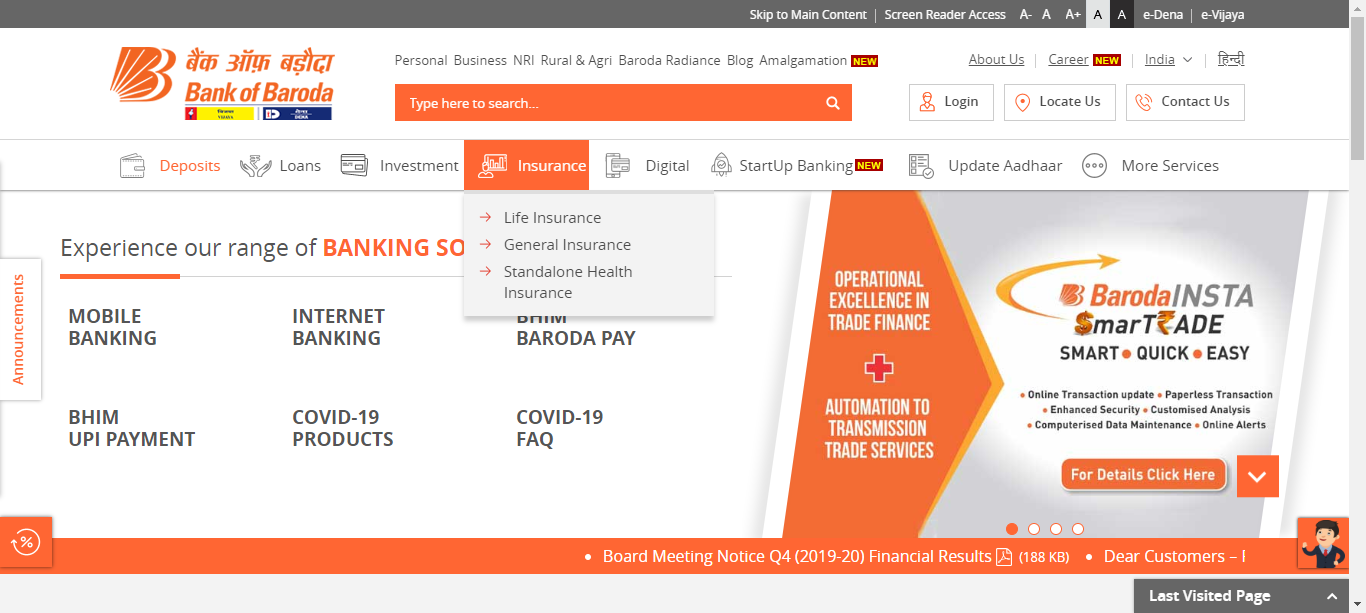 Skip to Main Content | Screen Reader Access A- A A+ A A e-Dena | e-Vijaya
बैंक ऑफ़ बड़ौदा
Bank of Baroda
VIJAYA DENA
Personal Business NRI Rural & Agri Baroda Radiance Blog Amalgamation NEW
About Us | Career NEW | India | हिन्दी
Type here to search...
Login Locate Us Contact Us
Deposits Loans Investment Insurance Digital StartUp Banking NEW Update Aadhaar More Services
Life Insurance
General Insurance
Standalone Health
Insurance
Experience our range of BANKING SO
Announcements
MOBILE
BANKING
INTERNET
BANKING
BHIM
BARODA PAY
BHIM
UPI PAYMENT
COVID-19
PRODUCTS
COVID-19
FAQ
OPERATIONAL
EXCELLENCE IN
TRADE FINANCE
AUTOMATION TO
TRANSMISSION
TRADE SERVICES
BarodaINSTA
SmarTRADE
SMART • QUICK • EASY
• Online Transaction update • Paperless Transaction
• Enhanced Security • Customised Analysis
• Computerised Data Maintenance • Online Alerts
For Details Click Here
%
• Board Meeting Notice Q4 (2019-20) Financial Results (188 KB) • Dear Customers –
Last Visited Page